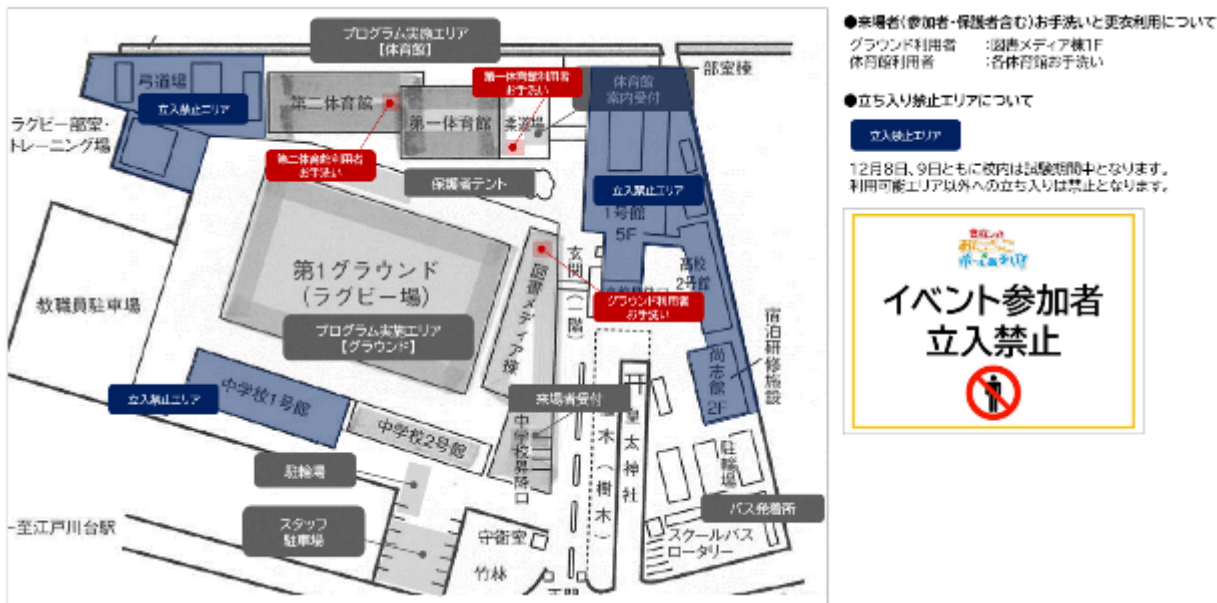 プログラム実施エリア
【体育館】
弓道場
立入禁止エリア
第二体育館
第一体育館利用者
お手洗い
第一体育館
柔道場
体育館
案内受付
部室棟
ラグビー部室・
トレーニング場
第二体育館利用者
お手洗い
保護者テント
立入禁止エリア
1号館
5F
高校
2号館
玄関(一階)
図書メディア棟
グラウンド利用者
お手洗い
第1グラウンド
(ラグビー場)
プログラム実施エリア
【グラウンド】
教職員駐車場
宿泊研修施設
尚志館
2F
立入禁止エリア
中学校1号館
中学校2号館
来場者受付
中学校昇降口
木(樹木)
皇太神社
駐輪場
駐輪場
バス発着所
スクールバス
ロータリー
スタッフ
駐車場
守衛室
竹林
至江戸川台駅
●来場者(参加者・保護者含む)お手洗いと更衣利用について
グラウンド利用者 :図書メディア棟1F
体育館利用者 :各体育館お手洗い
●立ち入り禁止エリアについて
立入禁止エリア
12月8日、9日ともに校内は試験期間中となります。
利用可能エリア以外への立ち入りは禁止となります。
イベント参加者
立入禁止